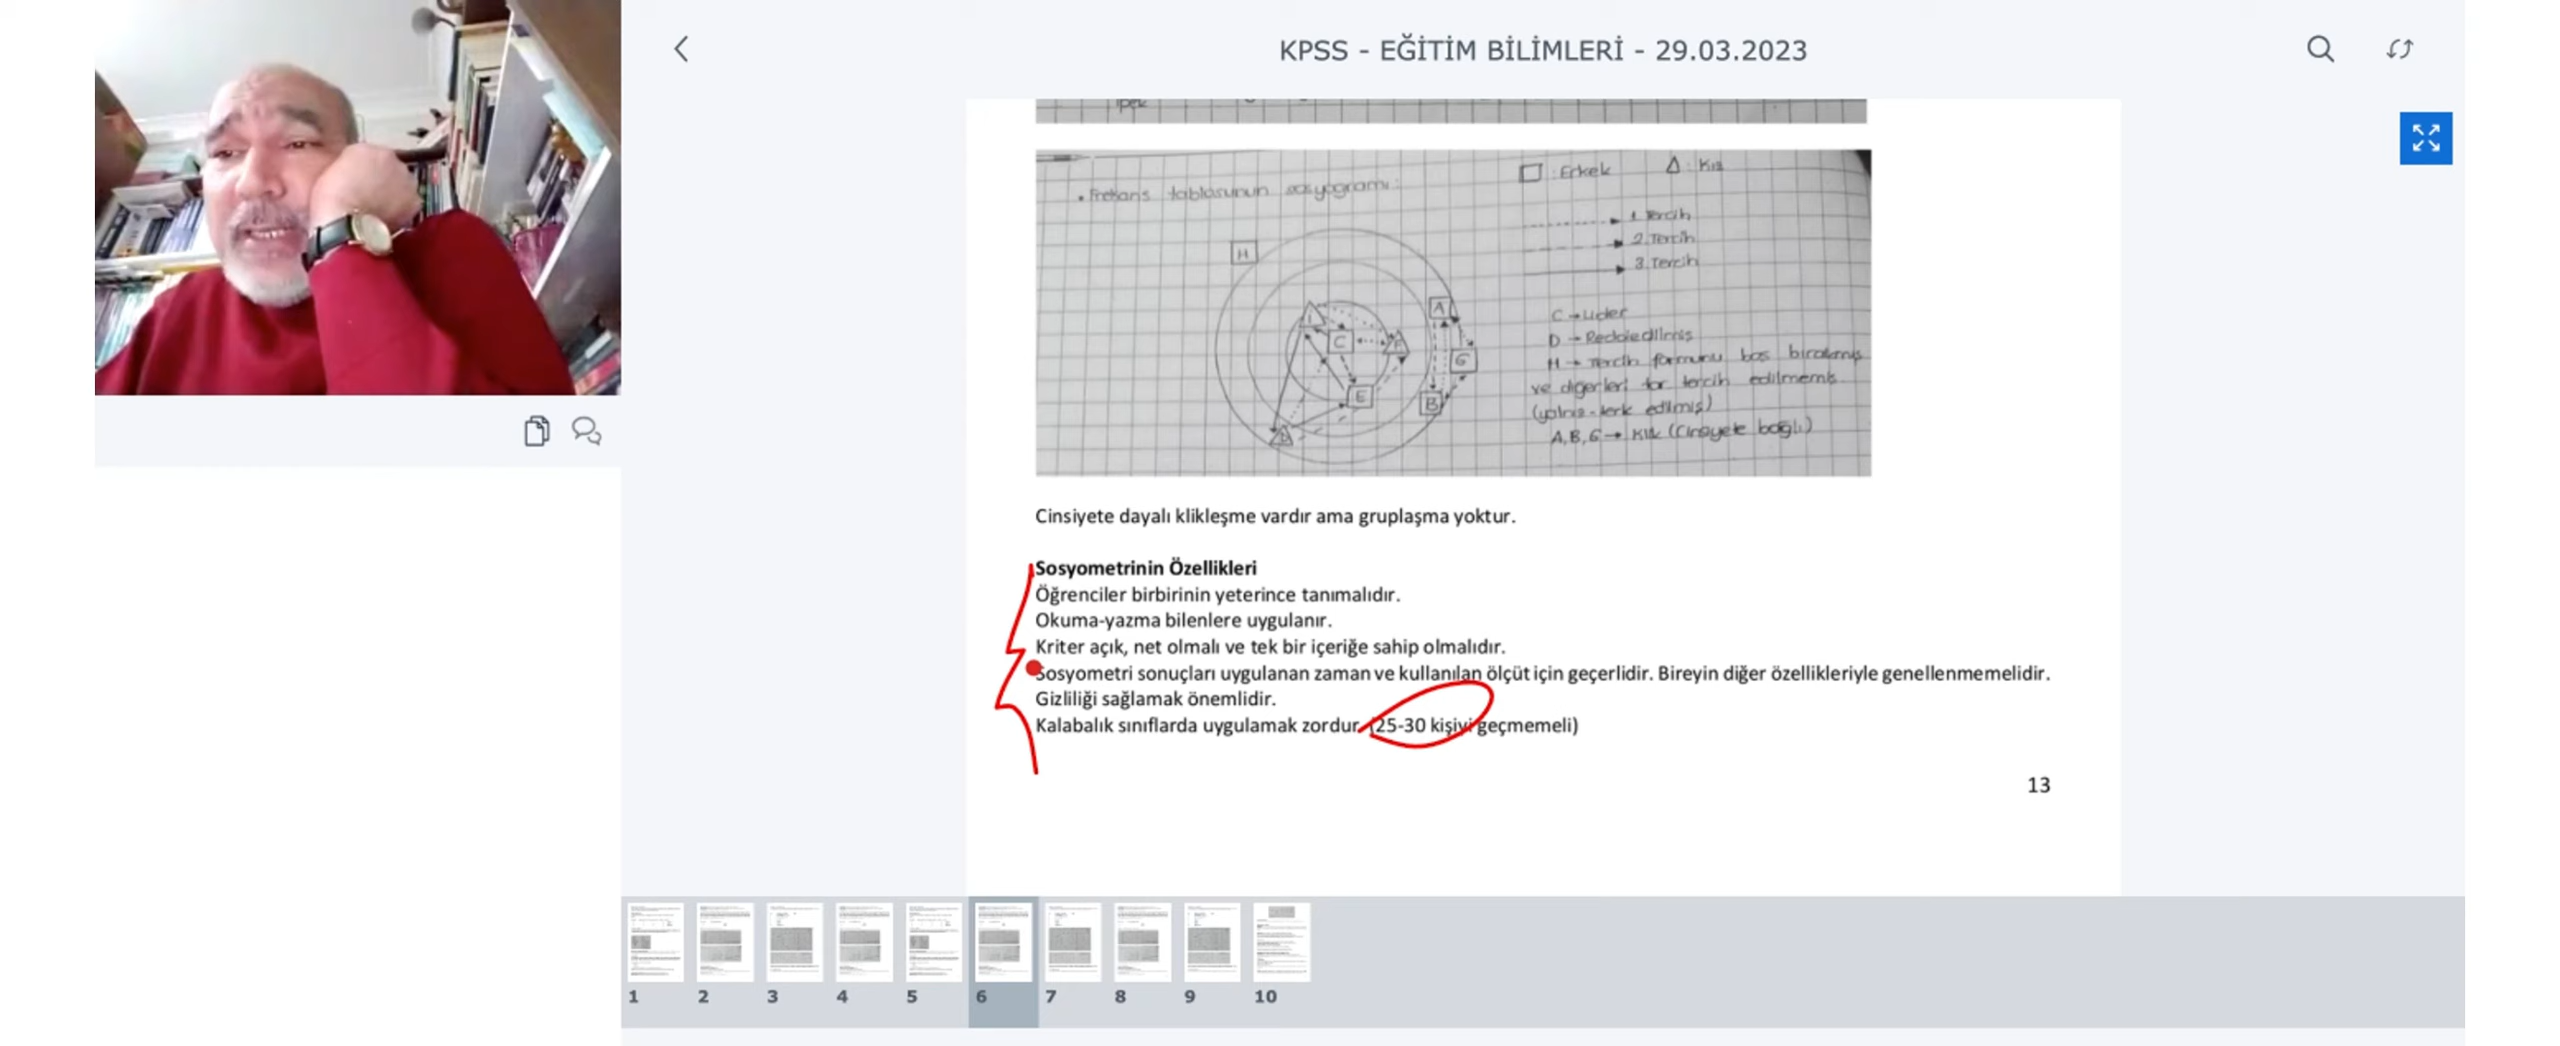 KPSS - EĞİTİM BİLİMLERİ - 29.03.2023
ipek
• Frekans tablosunun sosyogramı:
□ : Erkek △ : Kız
1. Tercih
2. Tercih
3. Tercih
H
A
C
G
E
B
C → Lider
D → Reddedilmiş
H → Tercih formunu boş bırakmış
ve diğerleri tar tercih edilmemiş
(yalnız-terk edilmiş)
A, B, G → Klik (Cinsiyete bağlı)
Cinsiyete dayalı klikleşme vardır ama gruplaşma yoktur.
Sosyometrinin Özellikleri
Öğrenciler birbirinin yeterince tanımalıdır.
Okuma-yazma bilenlere uygulanır.
Kriter açık, net olmalı ve tek bir içeriğe sahip olmalıdır.
Sosyometri sonuçları uygulanan zaman ve kullanılan ölçüt için geçerlidir. Bireyin diğer özellikleriyle genellenmemelidir.
Gizliliği sağlamak önemlidir.
Kalabalık sınıflarda uygulamak zordur. (25-30 kişiyi geçmemeli)
13
1 2 3 4 5 6 7 8 9 10